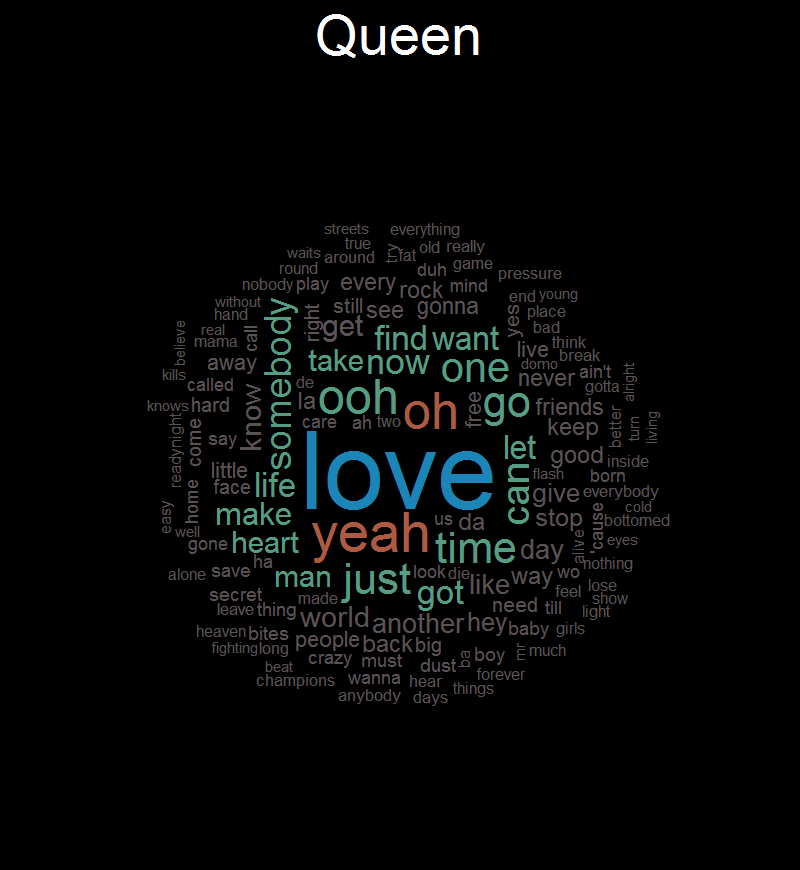 Queen
streets everything
true try old really
waits around fat
round duh game pressure
nobody play every rock mind
without still see gonna end young
hand right get yes place
real somebody find want bad
believe mama call live think
away take now one domo break
kills called de never ain't
knows hard la ooh oh free go friends gotta alright
know care ah two keep better turn living
come say love let good inside
readynight little can flash born
home face life give everybody
easy make us da stop 'cause cold bottomed
well gone heart yeah time day alive eyes
alone save ha man just look die like way wo nothing
secret made got feel lose
leave thing need till show light
heaven bites world another hey baby girls
fighting long people back big mr much
beat crazy must dust ba boy
champions wanna hear forever
anybody days things